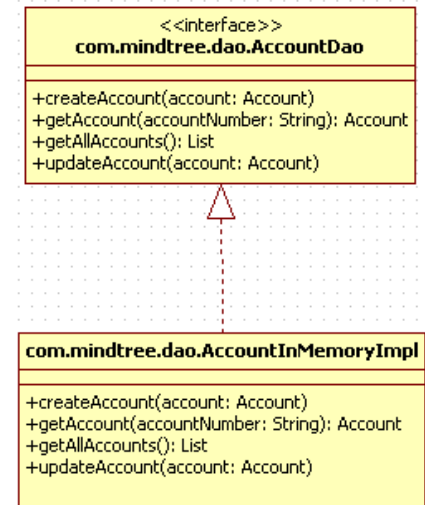 <<interface>>
com.mindtree.dao.AccountDao
+createAccount(account: Account)
+getAccount(accountNumber: String): Account
+getAllAccounts(): List
+updateAccount(account: Account)
com.mindtree.dao.AccountInMemoryImpl
+createAccount(account: Account)
+getAccount(accountNumber: String): Account
+getAllAccounts(): List
+updateAccount(account: Account)